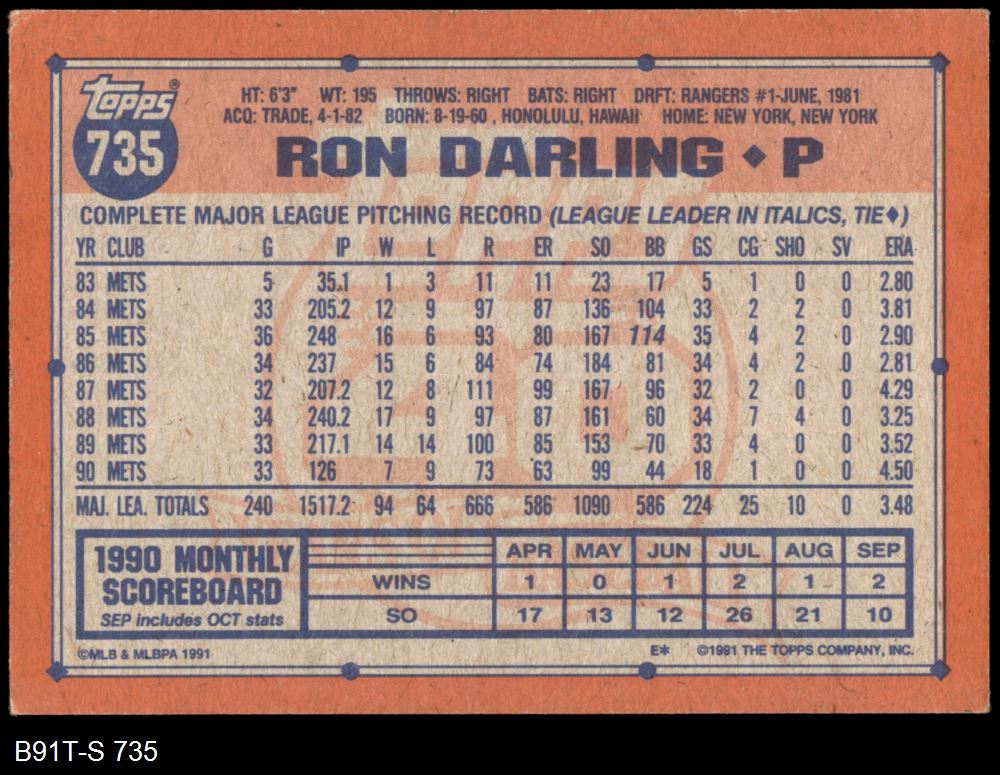 Topps®
735
HT: 6'3" WT: 195 THROWS: RIGHT BATS: RIGHT DRFT: RANGERS #1-JUNE, 1981
ACQ: TRADE, 4-1-82 BORN: 8-19-60 , HONOLULU, HAWAII HOME: NEW YORK, NEW YORK
RON DARLING ◆ P
COMPLETE MAJOR LEAGUE PITCHING RECORD (LEAGUE LEADER IN ITALICS, TIE◆)
YR CLUB G IP W L R ER SO BB GS CG SHO SV ERA
83 METS 5 35.1 1 3 11 11 23 17 5 1 0 0 2.80
84 METS 33 205.2 12 9 97 87 136 104 33 2 2 0 3.81
85 METS 36 248 16 6 93 80 167 114 35 4 2 0 2.90
86 METS 34 237 15 6 84 74 184 81 34 4 2 0 2.81
87 METS 32 207.2 12 8 111 99 167 96 32 2 0 0 4.29
88 METS 34 240.2 17 9 97 87 161 60 34 7 4 0 3.25
89 METS 33 217.1 14 14 100 85 153 70 33 4 0 0 3.52
90 METS 33 126 7 9 73 63 99 44 18 1 0 0 4.50
MAJ. LEA. TOTALS 240 1517.2 94 64 666 586 1090 586 224 25 10 0 3.48
1990 MONTHLY SCOREBOARD
SEP includes OCT stats
APR MAY JUN JUL AUG SEP
WINS 1 0 1 2 1 2
SO 17 13 12 26 21 10
©MLB & MLBPA 1991 E* ©1991 THE TOPPS COMPANY, INC.
B91T-S 735